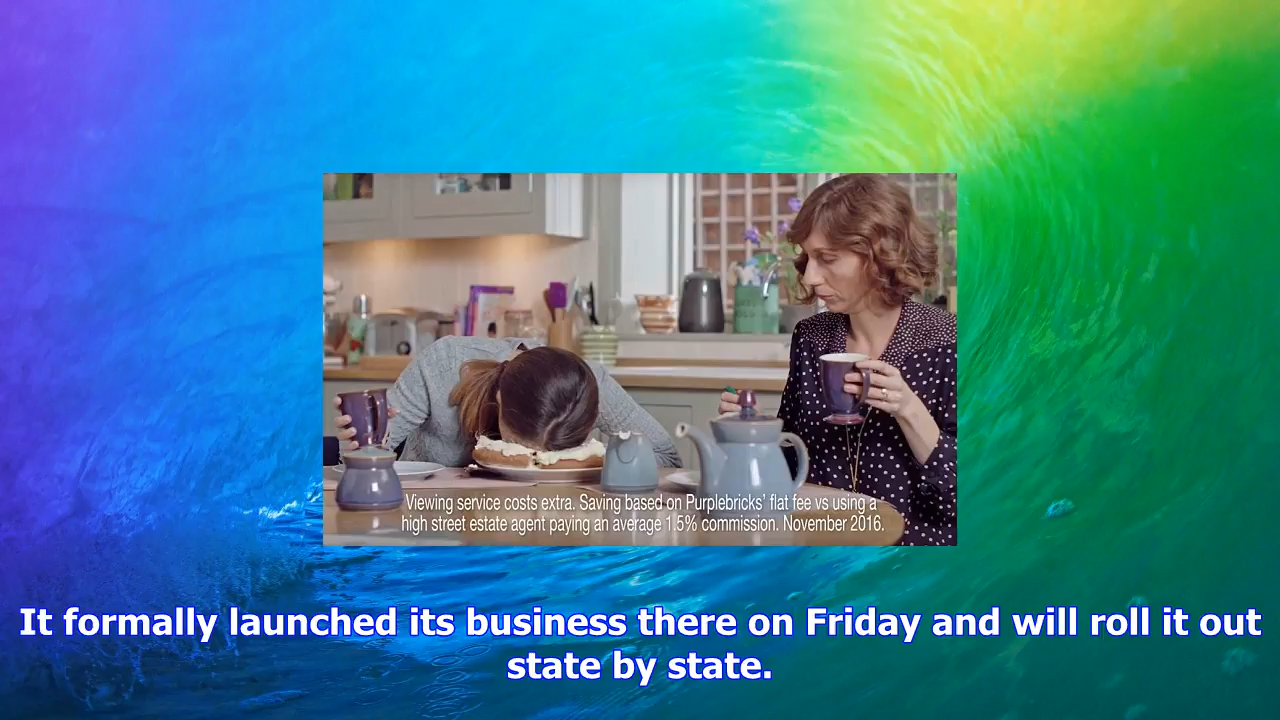 Viewing service costs extra. Saving based on Purplebricks' flat fee vs using a
high street estate agent paying an average 1.5% commission. November 2016.
It formally launched its business there on Friday and will roll it out
state by state.